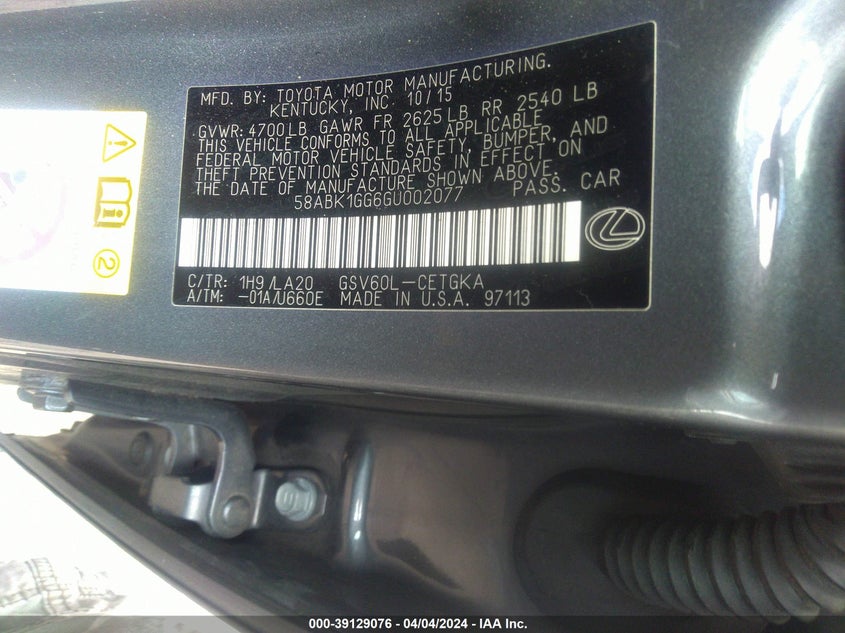 MFD. BY: TOYOTA MOTOR MANUFACTURING.
KENTUCKY, INC. 10/15
GVWR: 4700LB GAWR FR 2625LB RR 2540 LB
THIS VEHICLE CONFORMS TO ALL APPLICABLE
FEDERAL MOTOR VEHICLE SAFETY, BUMPER, AND
THEFT PREVENTION STANDARDS IN EFFECT ON
THE DATE OF MANUFACTURE SHOWN ABOVE.
58ABK1GG6GU002077 PASS. CAR
C/TR: 1H9/LA20 GSV60L-CETGKA
A/TM: -01A/U660E MADE IN U.S.A. 97113
2
000-39129076 - 04/04/2024 - IAA Inc.